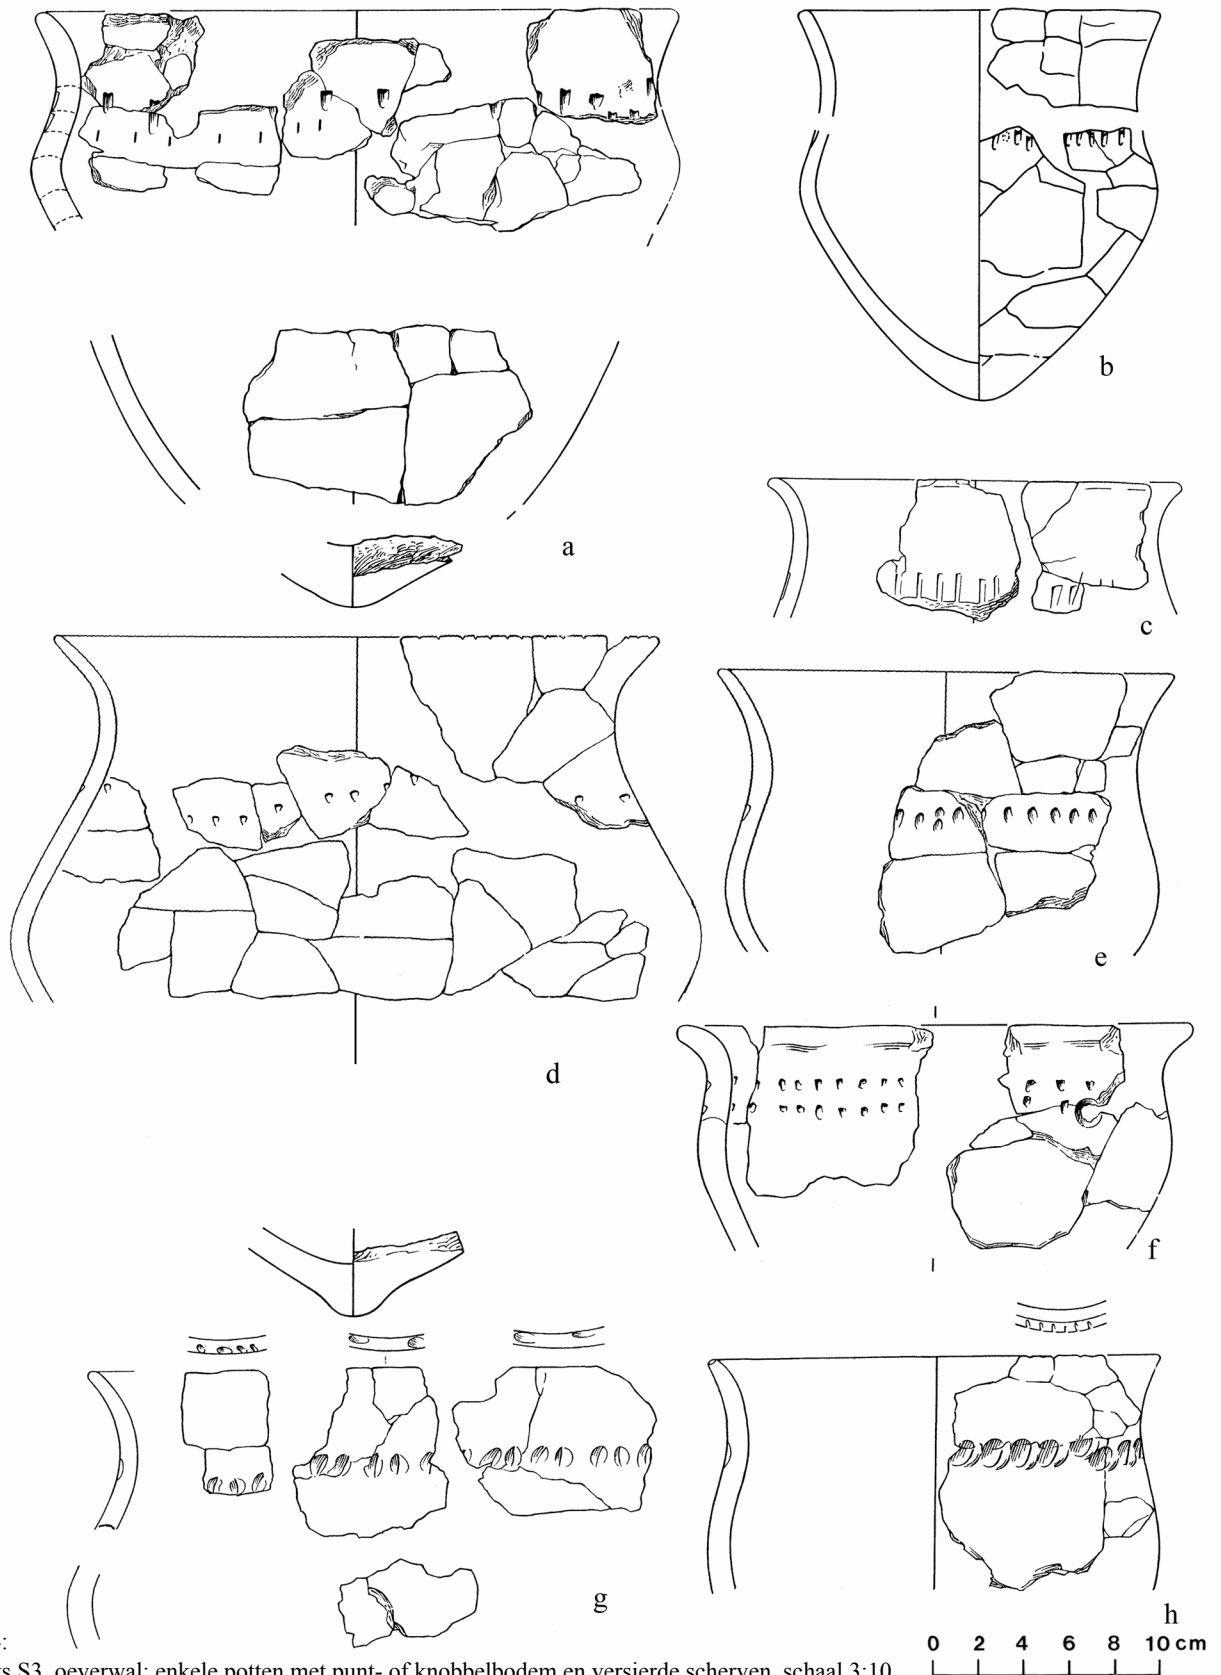 a
b
c
d
e
f
g
h
0 2 4 6 8 10 cm
S3, oeverwal: enkele potten met punt- of knobbelbodem en versierde scherven, schaal 3:10